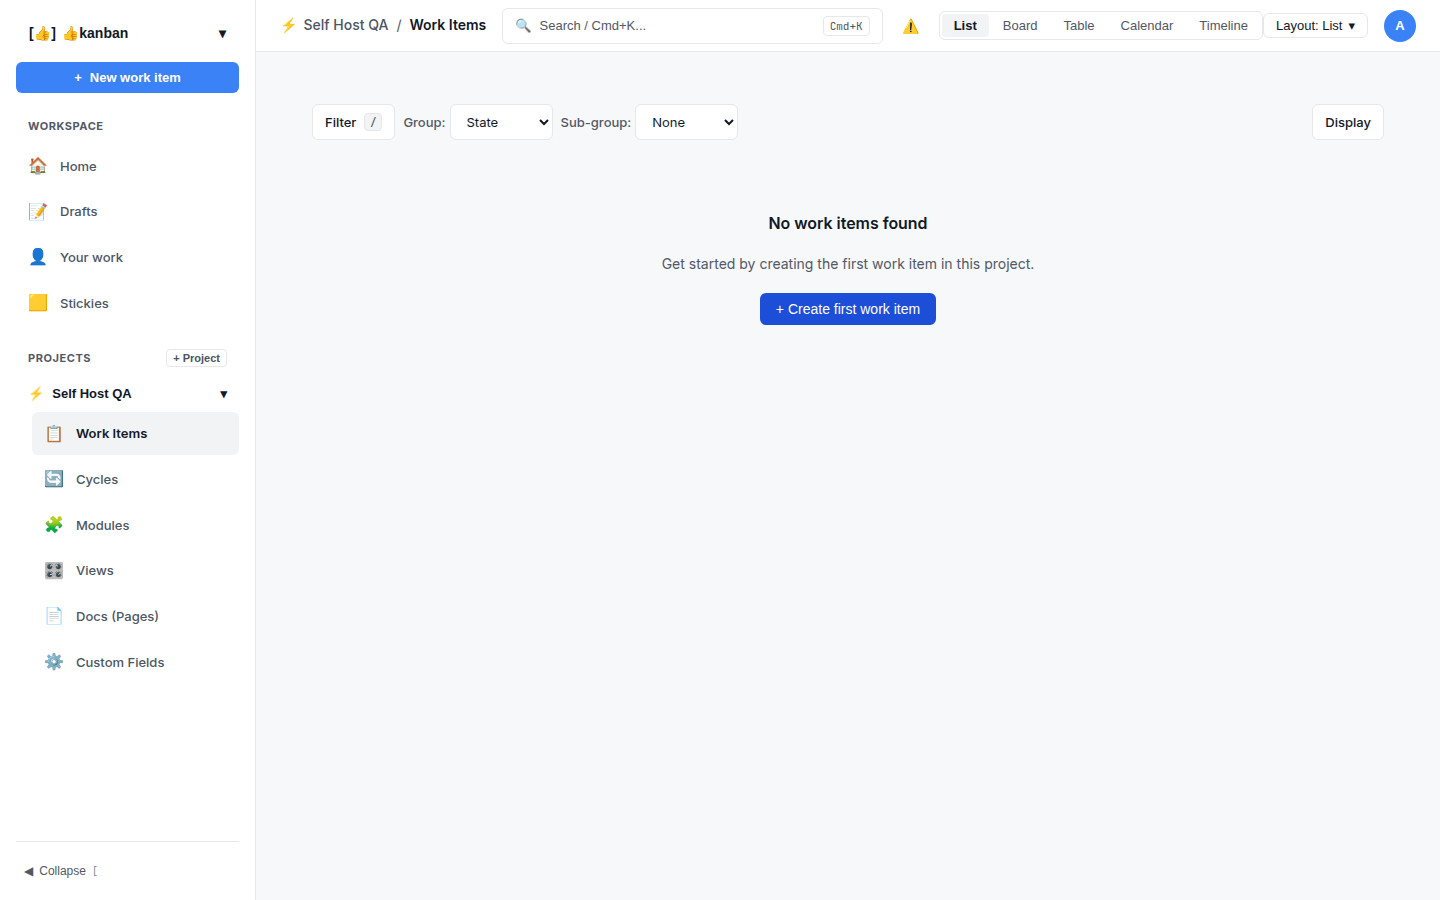 [👍] 👍kanban ▼
+ New work item
WORKSPACE
🏠 Home
📝 Drafts
👤 Your work
🟨 Stickies
PROJECTS + Project
⚡ Self Host QA ▼
📋 Work Items
🔄 Cycles
🧩 Modules
🎛️ Views
📄 Docs (Pages)
⚙️ Custom Fields
◀ Collapse [
⚡ Self Host QA / Work Items
🔍 Search / Cmd+K... Cmd+K
⚠️
List Board Table Calendar Timeline
Layout: List ▼
A
Filter / Group: State Sub-group: None Display
No work items found
Get started by creating the first work item in this project.
+ Create first work item